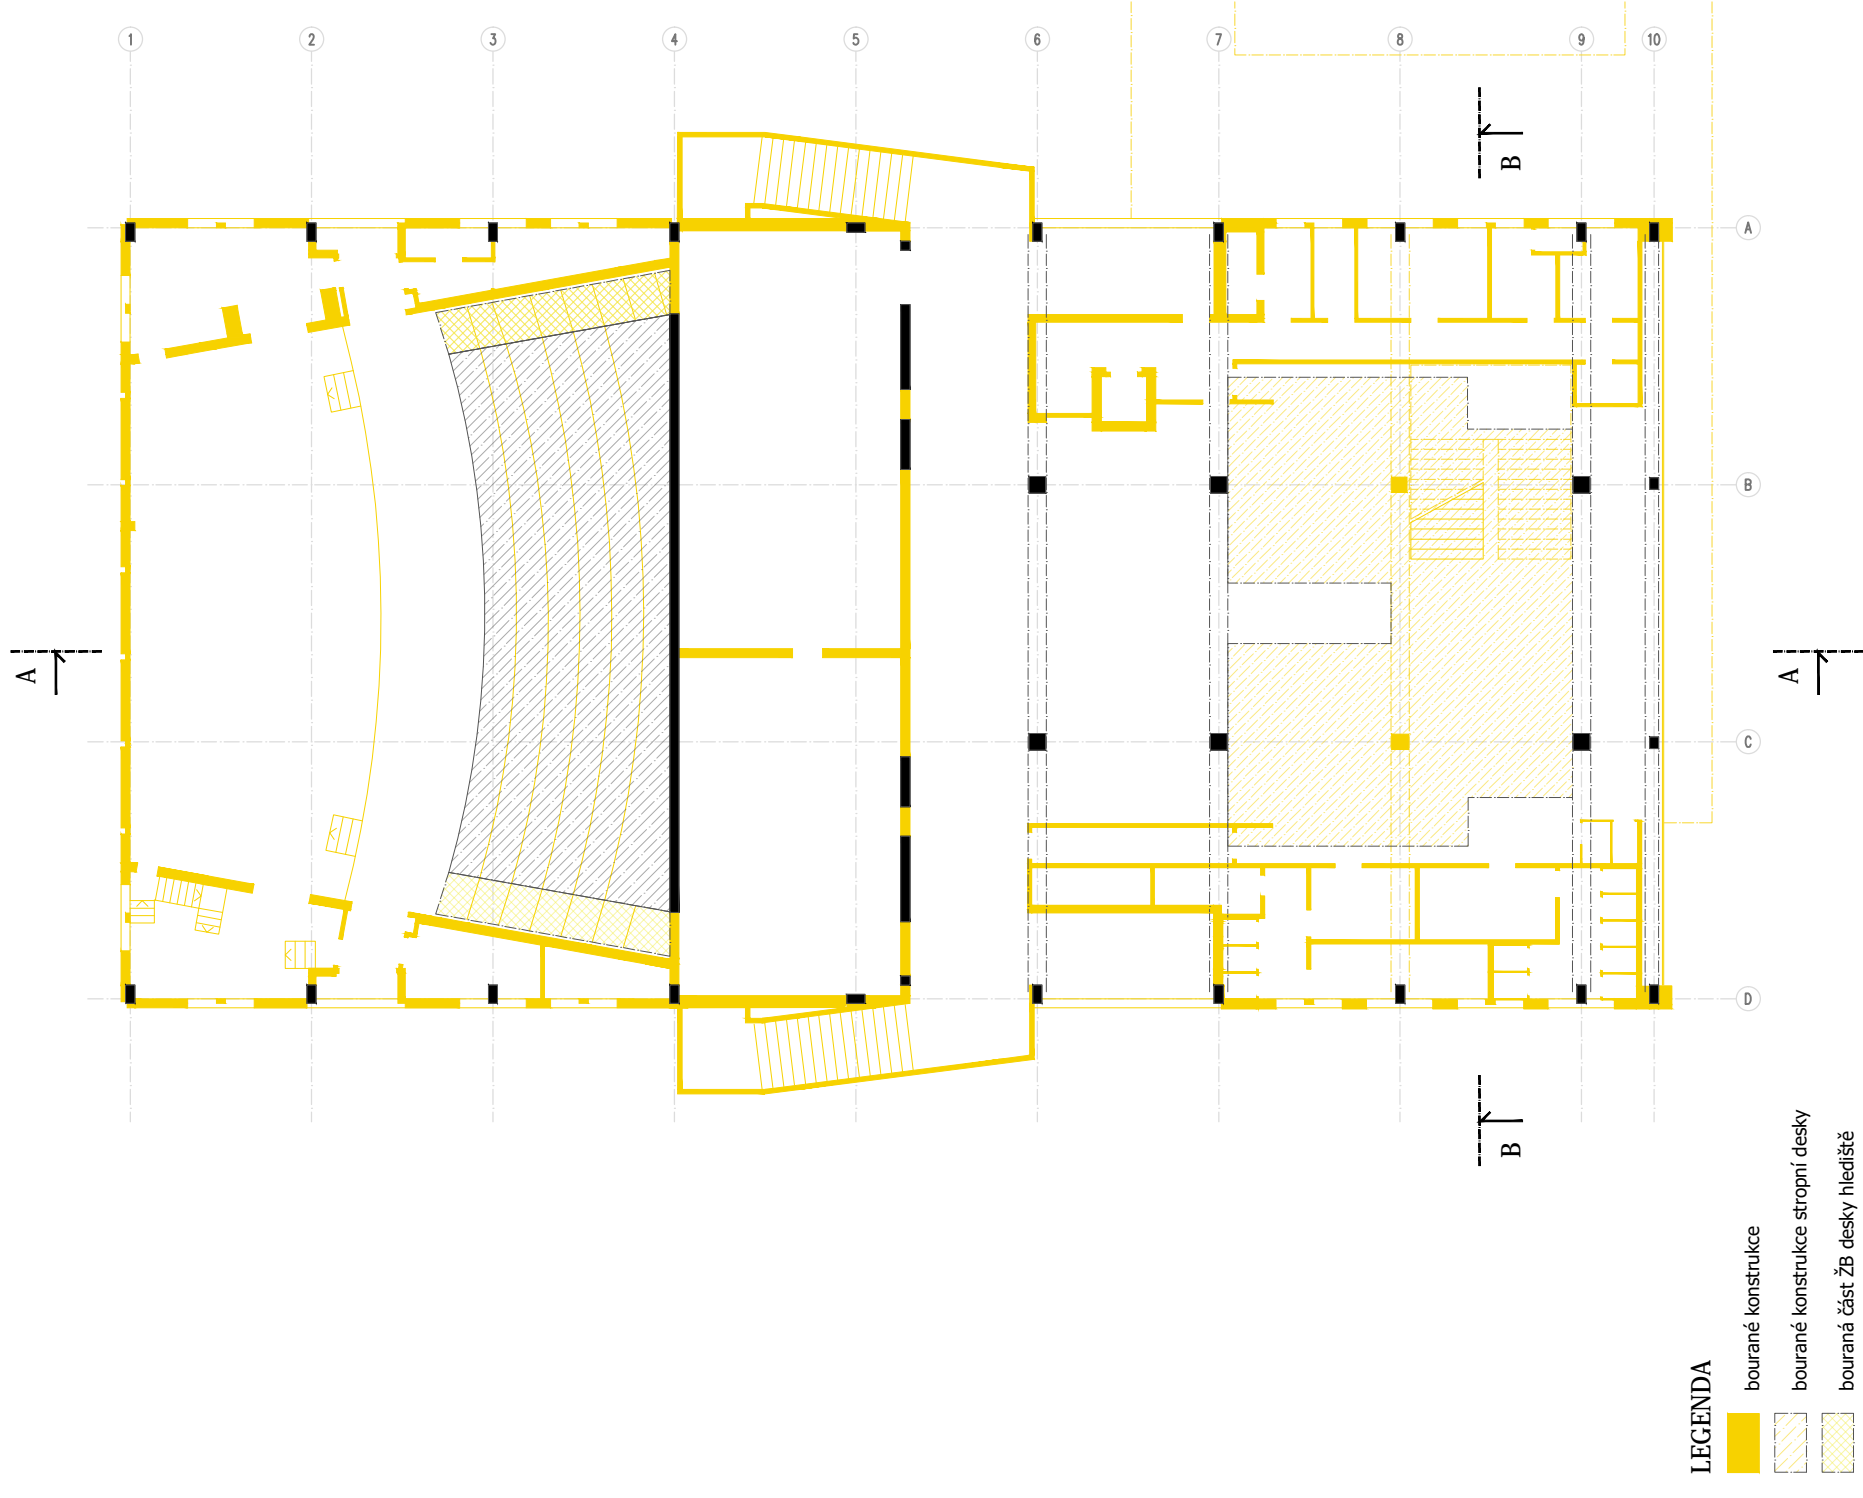 1 2 3 4 5 6 7 8 9 10
B
A
B
A
A
C
D
B
LEGENDA
bourané konstrukce
bourané konstrukce stropní desky
bouraná část ŽB desky hlediště